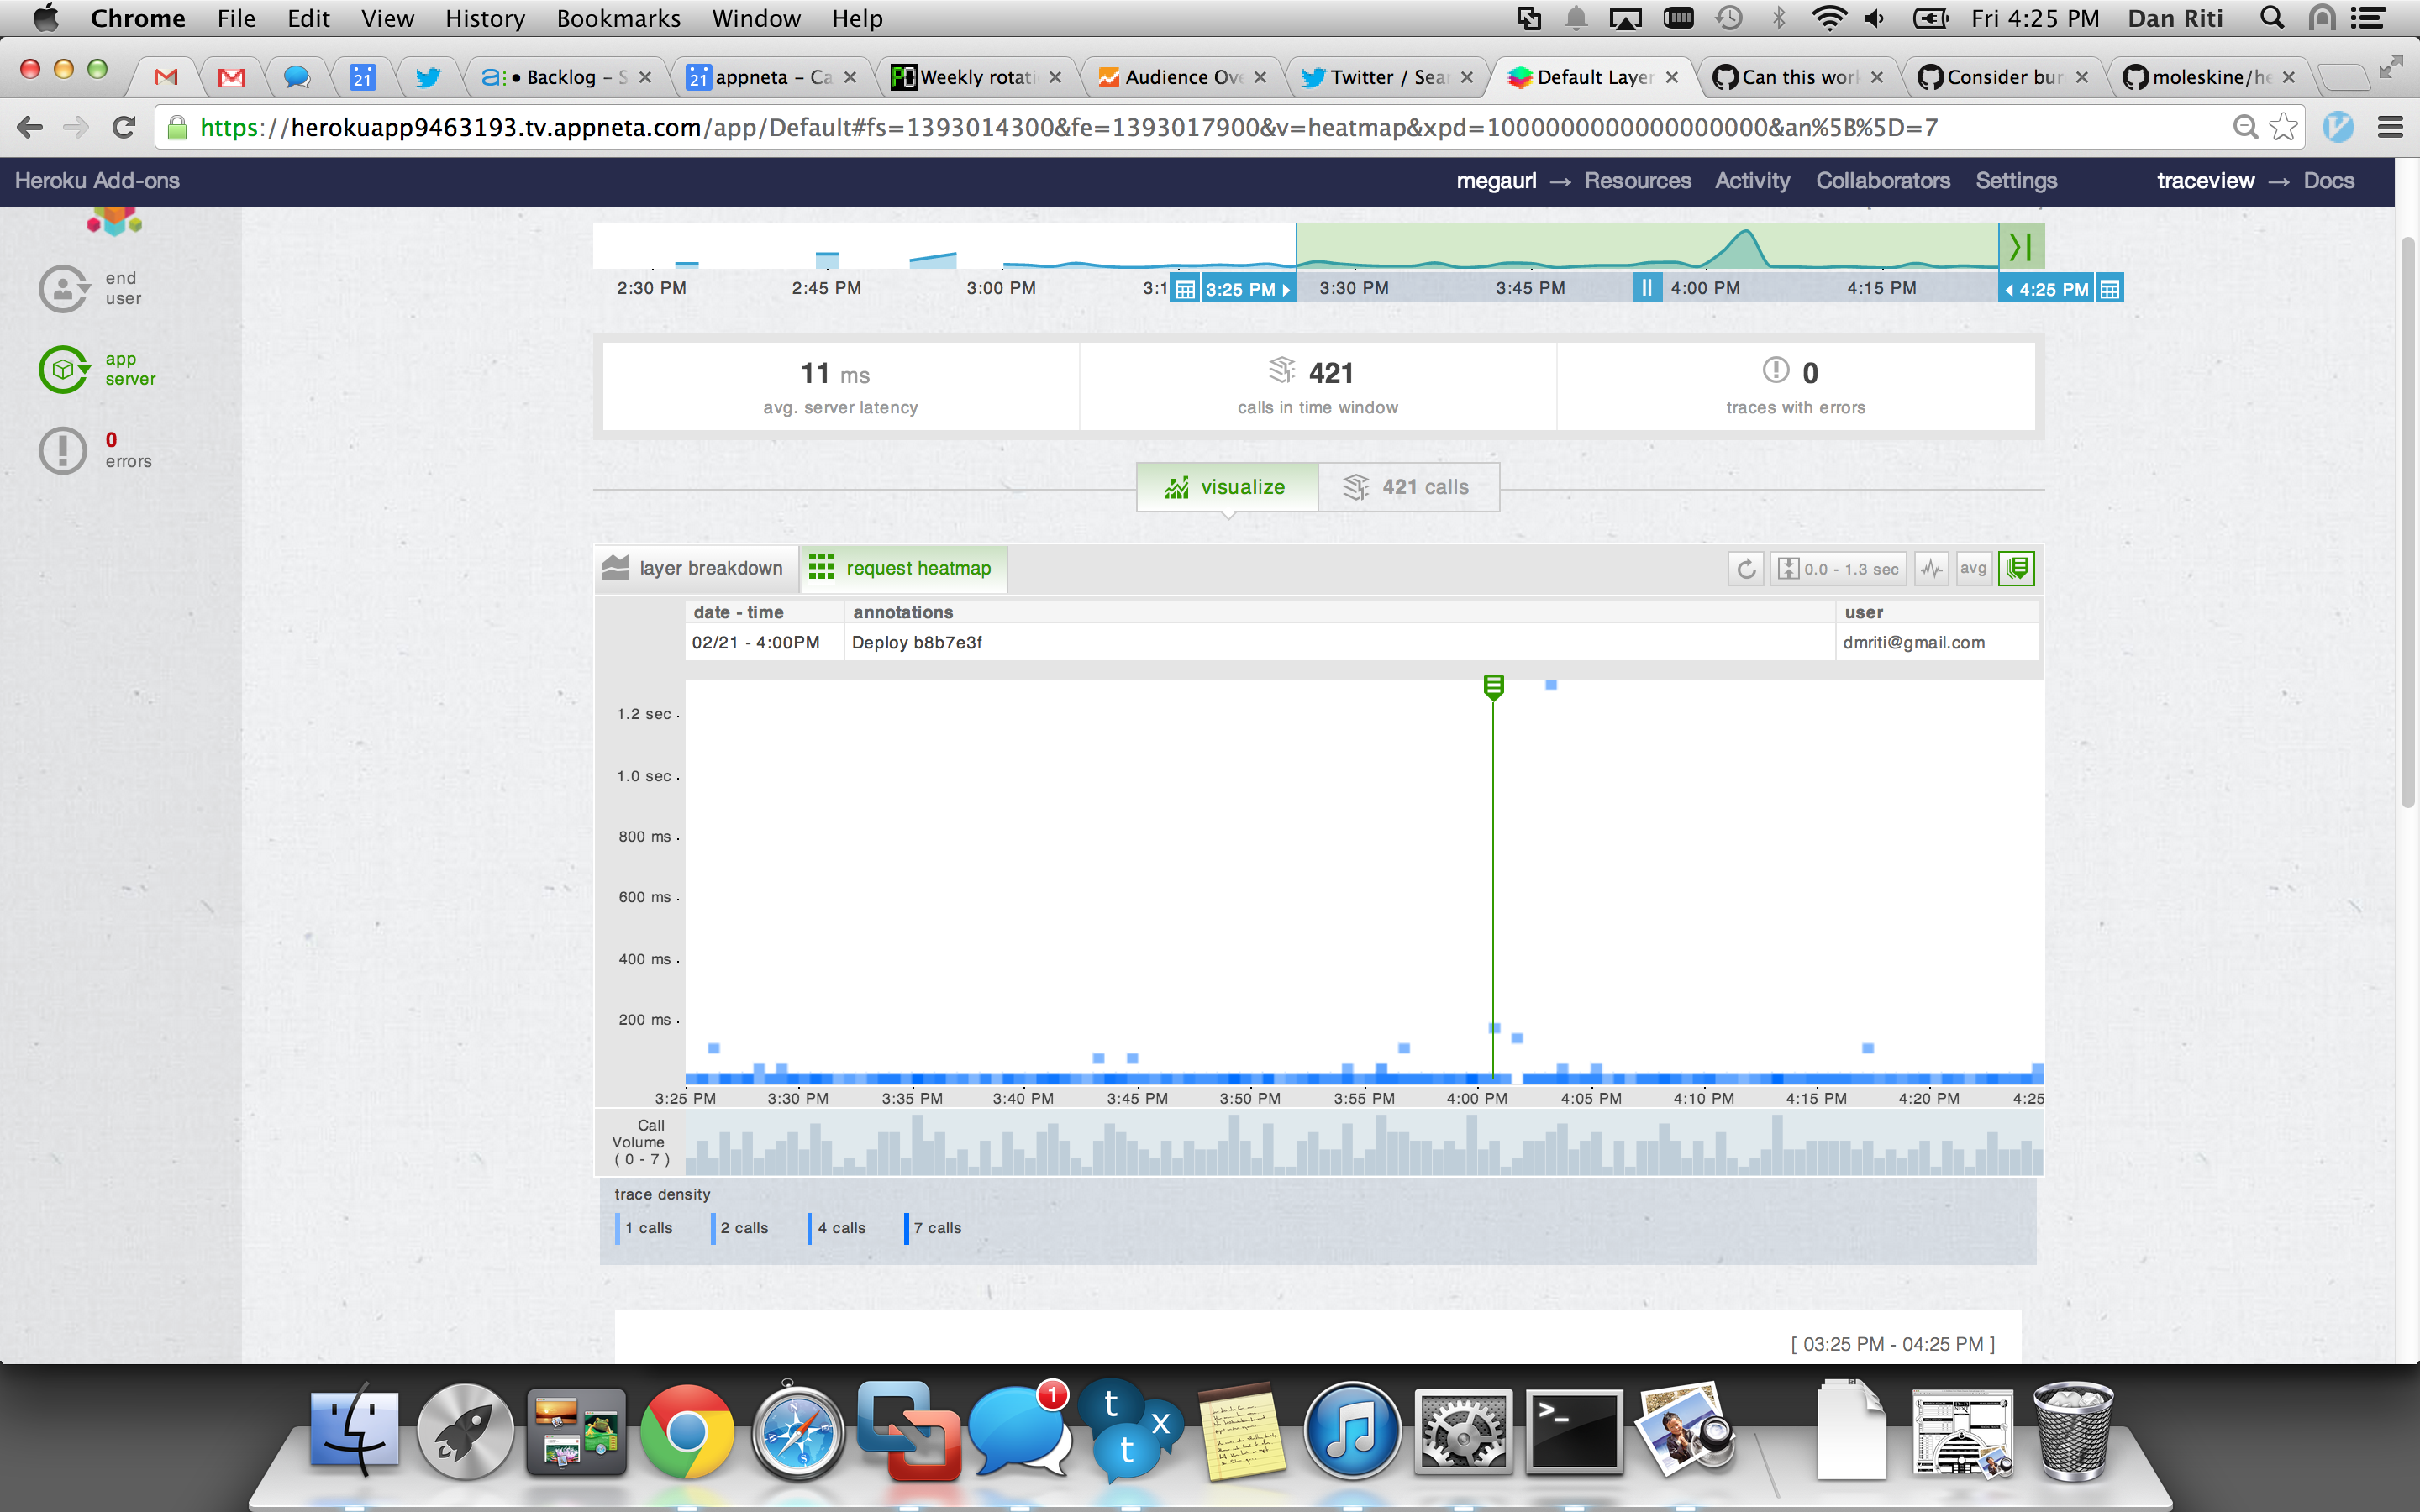 Chrome File Edit View History Bookmarks Window Help Fri 4:25 PM Dan Riti
21 a:• Backlog – S 21 appneta – Ca Weekly rotati Audience Ov Twitter / Sear Default Layer Can this wor Consider bu moleskine/he
https://herokuapp9463193.tv.appneta.com/app/Default#fs=1393014300&fe=1393017900&v=heatmap&xpd=1000000000000000000&an%5B%5D=7
Heroku Add-ons megaurl → Resources Activity Collaborators Settings traceview → Docs
end
user
app
server
0
errors
2:30 PM 2:45 PM 3:00 PM 3:1 3:25 PM 3:30 PM 3:45 PM 4:00 PM 4:15 PM 4:25 PM
11 ms 421 0
avg. server latency calls in time window traces with errors
visualize 421 calls
layer breakdown request heatmap 0.0 - 1.3 sec avg
date - time annotations user
02/21 - 4:00PM Deploy b8b7e3f dmriti@gmail.com
1.2 sec
1.0 sec
800 ms
600 ms
400 ms
200 ms
3:25 PM 3:30 PM 3:35 PM 3:40 PM 3:45 PM 3:50 PM 3:55 PM 4:00 PM 4:05 PM 4:10 PM 4:15 PM 4:20 PM 4:25
Call
Volume
( 0 - 7 )
trace density
1 calls 2 calls 4 calls 7 calls
[ 03:25 PM - 04:25 PM ]
1
t
x
t
>_